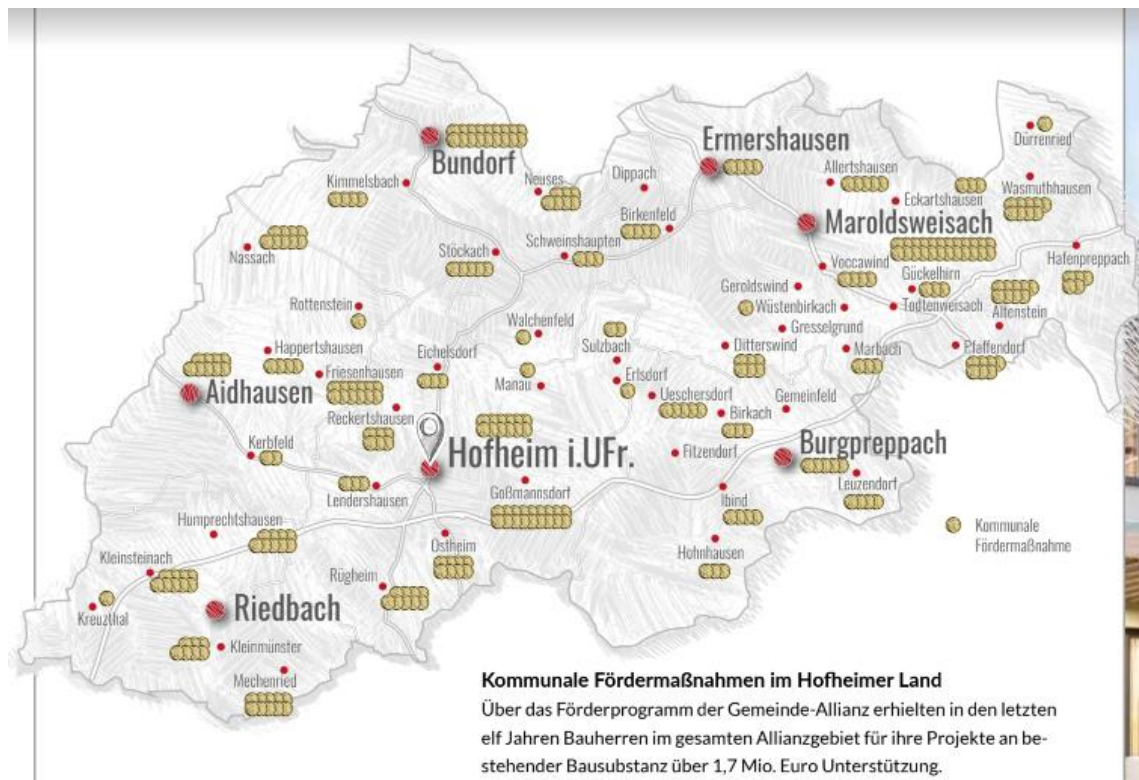 Bundorf
Ermershausen
Dürrenried
Kimmelsbach
Neuses
Dippach
Allertshausen
Eckartshausen
Wasmuthhausen
Birkenfeld
Maroldsweisach
Nassach
Stöckach
Schweinshaupten
Voccawind
Hafenpreppach
Gückelhirn
Geroldswind
Rottenstein
Wüstenbirkach
Todtenweisach
Altenstein
Walchenfeld
Gresselgrund
Happertshausen
Eichelsdorf
Sulzbach
Ditterswind
Marbach
Pfaffendorf
Friesenhausen
Manau
Erlsdorf
Aidhausen
Ueschersdorf
Gemeinfeld
Reckertshausen
Birkach
Kerbfeld
Hofheim i.UFr.
Fitzendorf
Burgpreppach
Lendershausen
Goßmannsdorf
Leuzendorf
Ibind
Humprechtshausen
Ostheim
Hohnhausen
Kommunale
Fördermaßnahme
Kleinsteinach
Rügheim
Kreuzthal
Riedbach
Kleinmünster
Mechenried
Kommunale Fördermaßnahmen im Hofheimer Land
Über das Förderprogramm der Gemeinde-Allianz erhielten in den letzten
elf Jahren Bauherren im gesamten Allianzgebiet für ihre Projekte an be-
stehender Bausubstanz über 1,7 Mio. Euro Unterstützung.